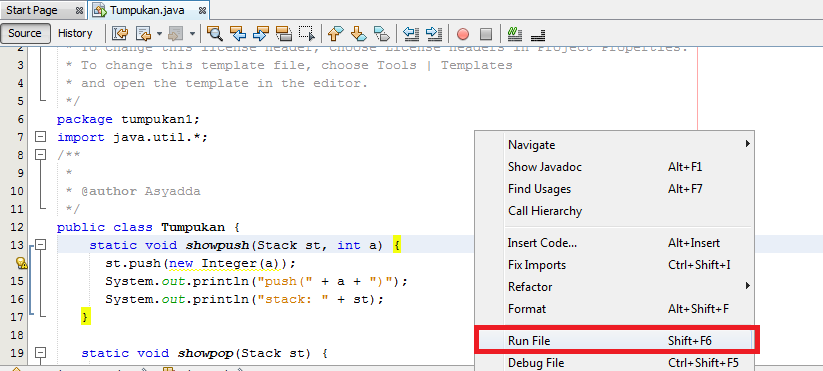 Start Page
Tumpukan.java
Source History
2 * To change this license header, choose License Headers in Project Properties.
3 * To change this template file, choose Tools | Templates
4 * and open the template in the editor.
5 */
6 package tumpukan1;
7 import java.util.*;
8 /**
9 *
10 * @author Asyadda
11 */
12 public class Tumpukan {
13 static void showpush(Stack st, int a) {
st.push(new Integer(a));
15 System.out.println("push(" + a + ")");
16 System.out.println("stack: " + st);
17 }
18
19 static void showpop(Stack st) {
Navigate
Show Javadoc Alt+F1
Find Usages Alt+F7
Call Hierarchy
Insert Code... Alt+Insert
Fix Imports Ctrl+Shift+I
Refactor
Format Alt+Shift+F
Run File Shift+F6
Debug File Ctrl+Shift+F5